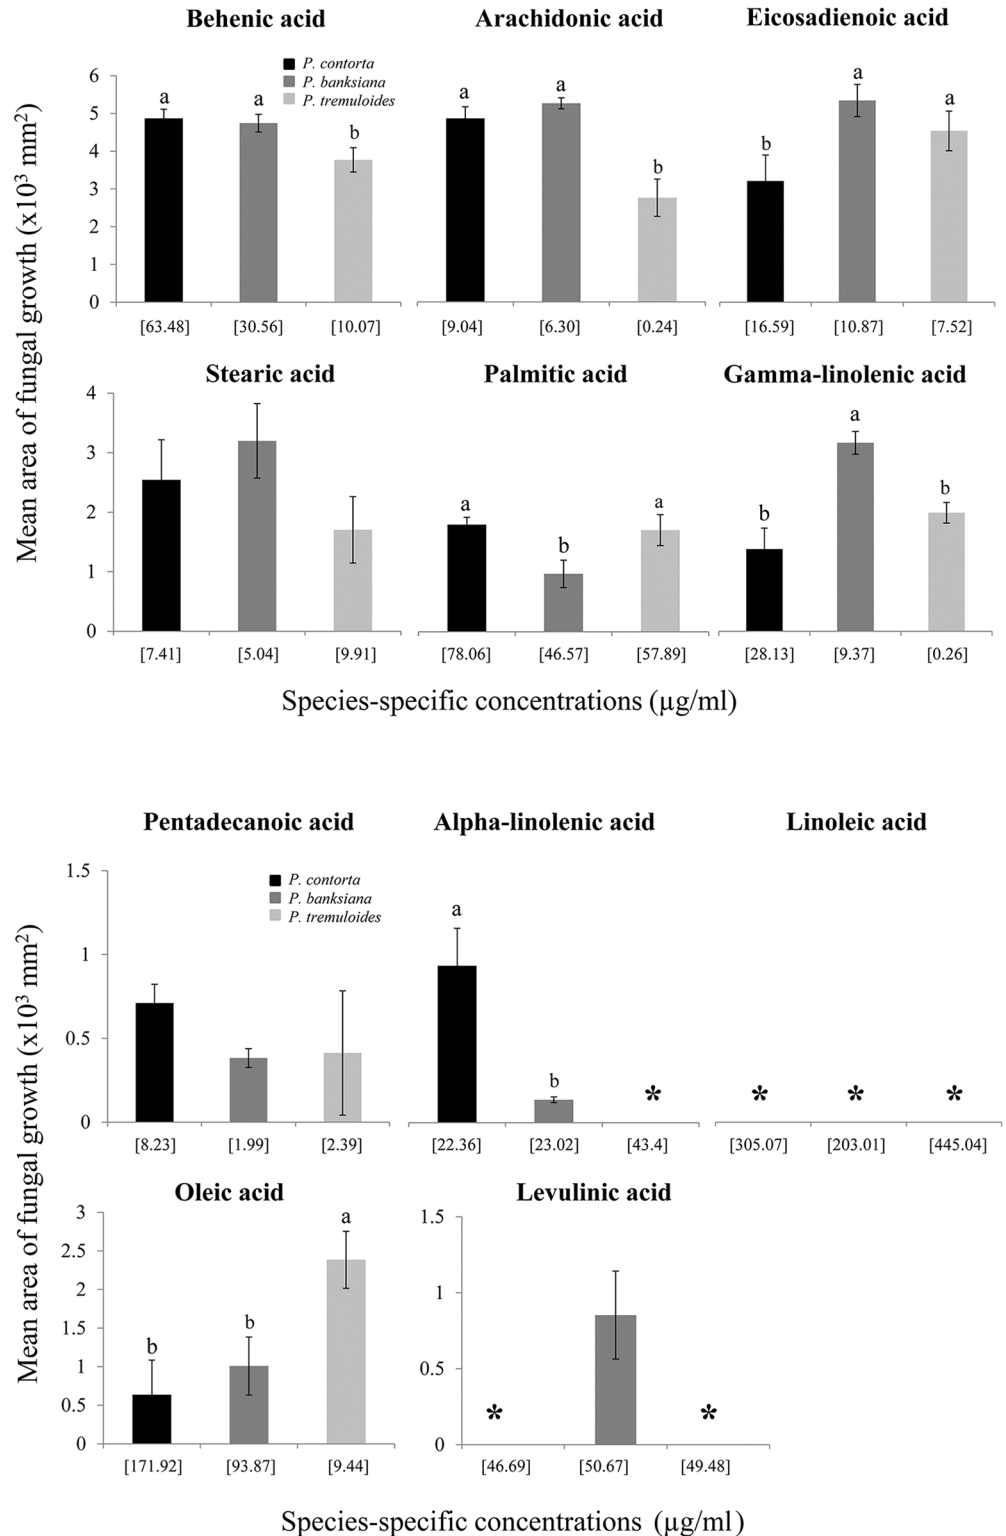 Behenic acid Arachidonic acid Eicosadienoic acid
P. contorta
P. banksiana
P. tremuloides
Mean area of fungal growth (x10³ mm²)
6
5
4
3
2
1
0
a a b
a a b
b a a
[63.48] [30.56] [10.07] [9.04] [6.30] [0.24] [16.59] [10.87] [7.52]
Stearic acid Palmitic acid Gamma-linolenic acid
4
3
2
1
0
a b a
b a b
[7.41] [5.04] [9.91] [78.06] [46.57] [57.89] [28.13] [9.37] [0.26]
Species-specific concentrations (µg/ml)
Pentadecanoic acid Alpha-linolenic acid Linoleic acid
P. contorta
P. banksiana
P. tremuloides
Mean area of fungal growth (x10³ mm²)
1.5
1
0.5
0
a b *
* * *
[8.23] [1.99] [2.39] [22.36] [23.02] [43.4] [305.07] [203.01] [445.04]
Oleic acid Levulinic acid
3
2.5
2
1.5
1
0.5
0
b b a
1.5
1
0.5
0
* *
[171.92] [93.87] [9.44] [46.69] [50.67] [49.48]
Species-specific concentrations (µg/ml)